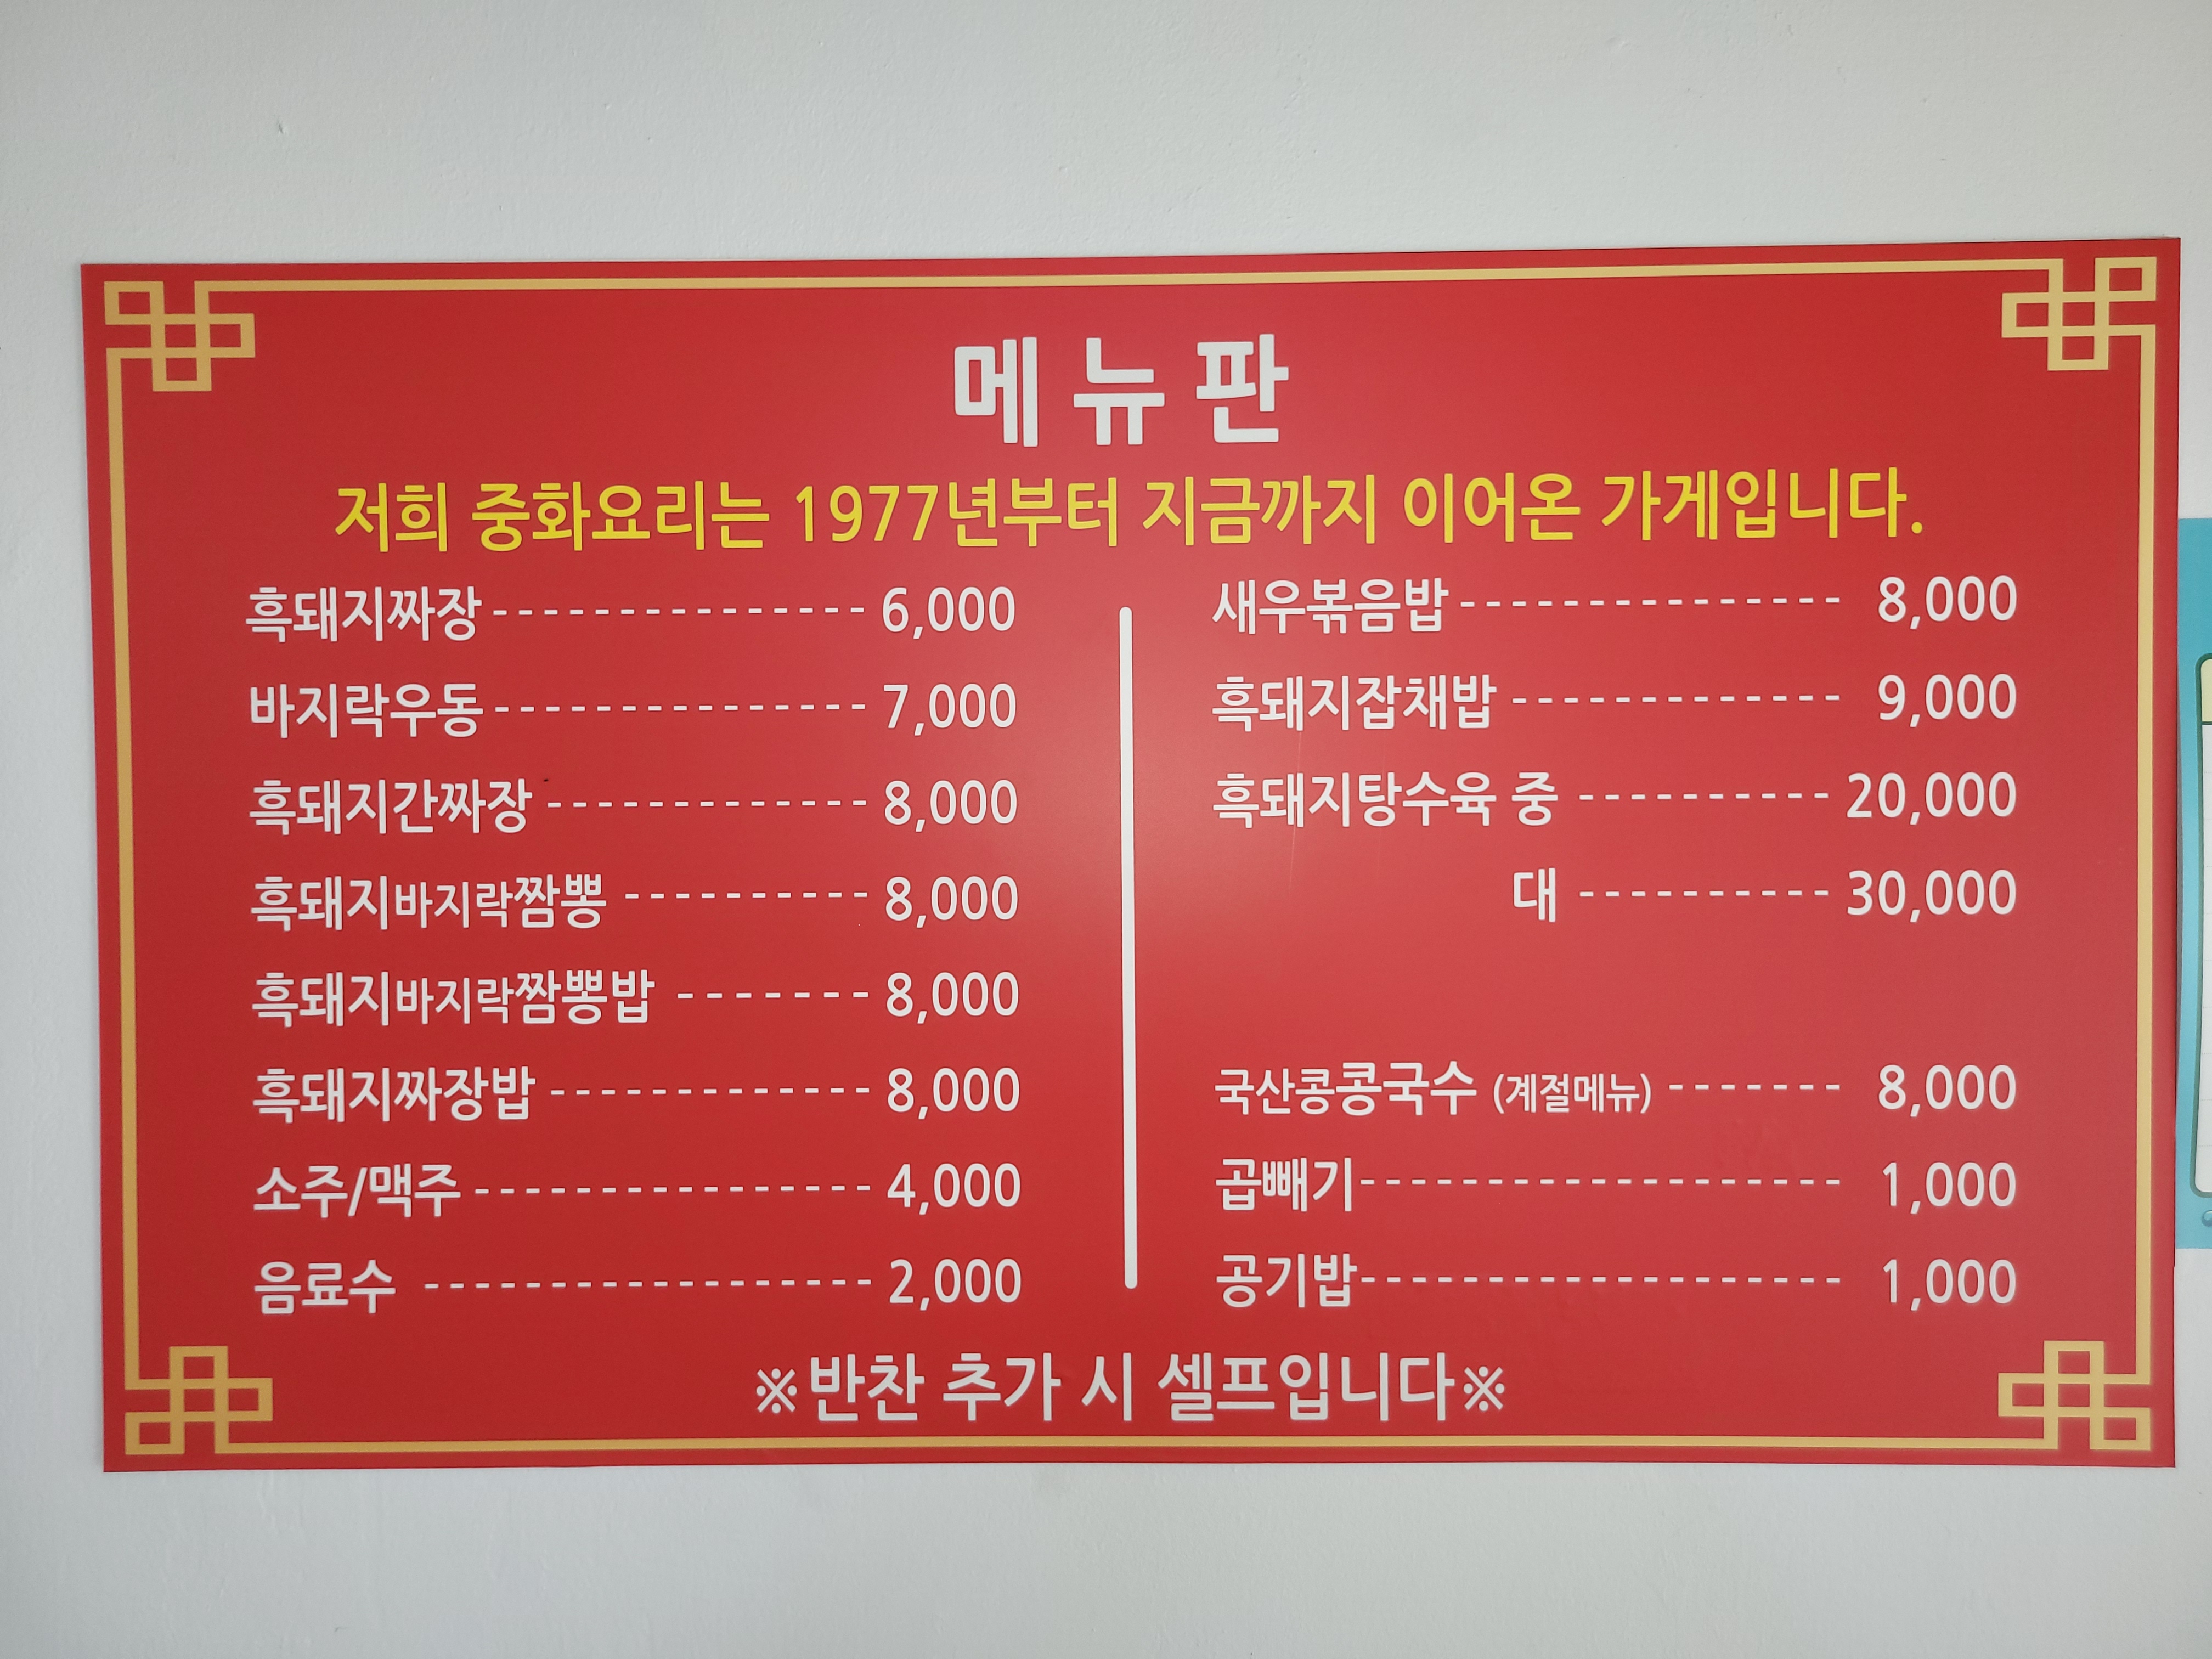 메뉴판
저희 중화요리는 1977년부터 지금까지 이어온 가게입니다.
흑돼지짜장 --------------- 6,000
바지락우동 --------------- 7,000
흑돼지간짜장 ------------- 8,000
흑돼지바지락짬뽕 ---------- 8,000
흑돼지바지락짬뽕밥 ------- 8,000
흑돼지짜장밥 ------------- 8,000
소주/맥주 ---------------- 4,000
음료수 ------------------ 2,000
새우볶음밥 --------------- 8,000
흑돼지잡채밥 ------------- 9,000
흑돼지탕수육 중 ---------- 20,000
대 ---------- 30,000
국산콩콩국수 (계절메뉴) ------- 8,000
곱빼기------------------- 1,000
공기밥------------------- 1,000
※반찬 추가 시 셀프입니다※